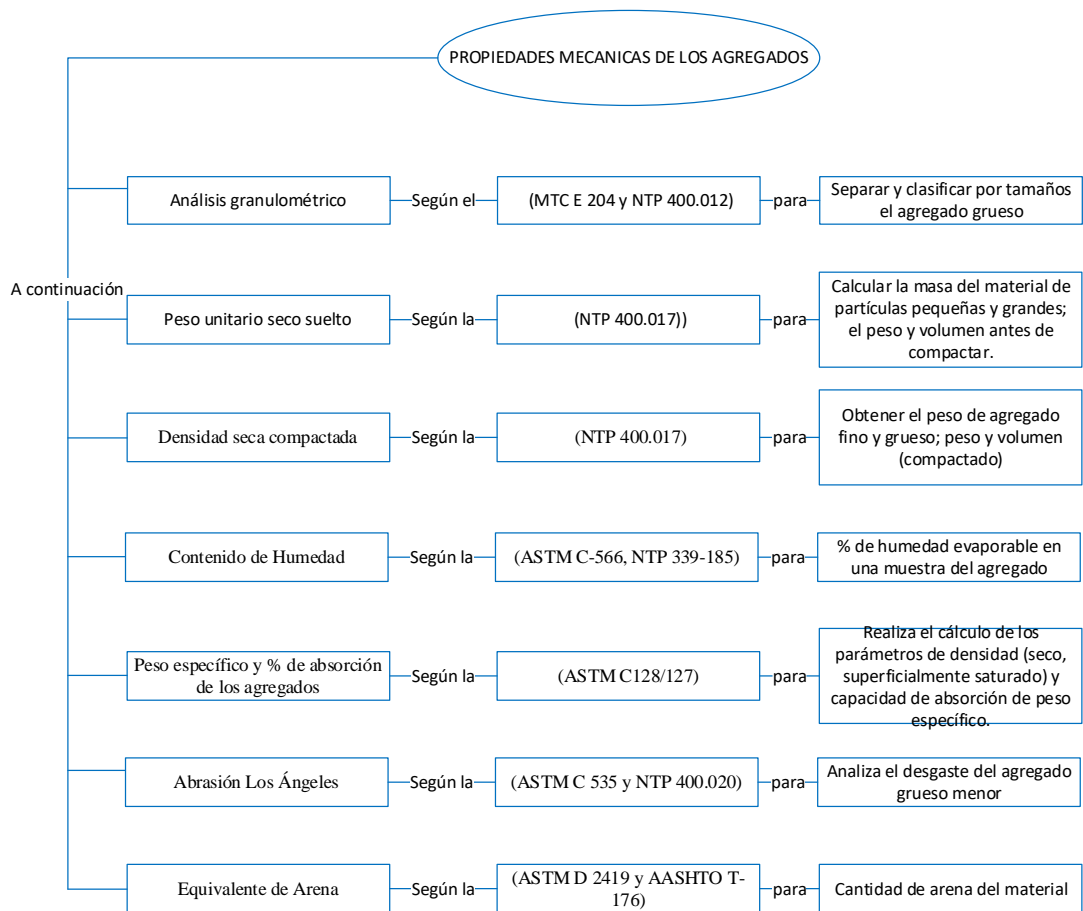 PROPIEDADES MECANICAS DE LOS AGREGADOS
Análisis granulométrico
Según el
(MTC E 204 y NTP 400.012)
para
Separar y clasificar por tamaños
el agregado grueso
A continuación
Peso unitario seco suelto
Según la
(NTP 400.017))
para
Calcular la masa del material de
partículas pequeñas y grandes;
el peso y volumen antes de
compactar.
Densidad seca compactada
Según la
(NTP 400.017)
para
Obtener el peso de agregado
fino y grueso; peso y volumen
(compactado)
Contenido de Humedad
Según la
(ASTM C-566, NTP 339-185)
para
% de humedad evaporable en
una muestra del agregado
Peso específico y % de absorción
de los agregados
Según la
(ASTM C128/127)
para
Realiza el cálculo de los
parámetros de densidad (seco,
superficialmente saturado) y
capacidad de absorción de peso
específico.
Abrasión Los Ángeles
Según la
(ASTM C 535 y NTP 400.020)
para
Analiza el desgaste del agregado
grueso menor
Equivalente de Arena
Según la
(ASTM D 2419 y AASHTO T-
176)
para
Cantidad de arena del material